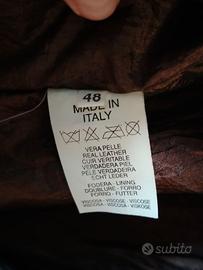 48
MADE IN
ITALY
VERA PELLE
REAL LEATHER
CUIR VERITABLE
VERDADERA PIEL
PELE VERDADEIRA
ECHT LEDER
FODERA - LINING
DOUBLURE - FORRO
FORRO - FUTTER
VISCOSA - VISCOSE - VISCOSE
VISCOSA - VISCOSE - VISKOSE
subito